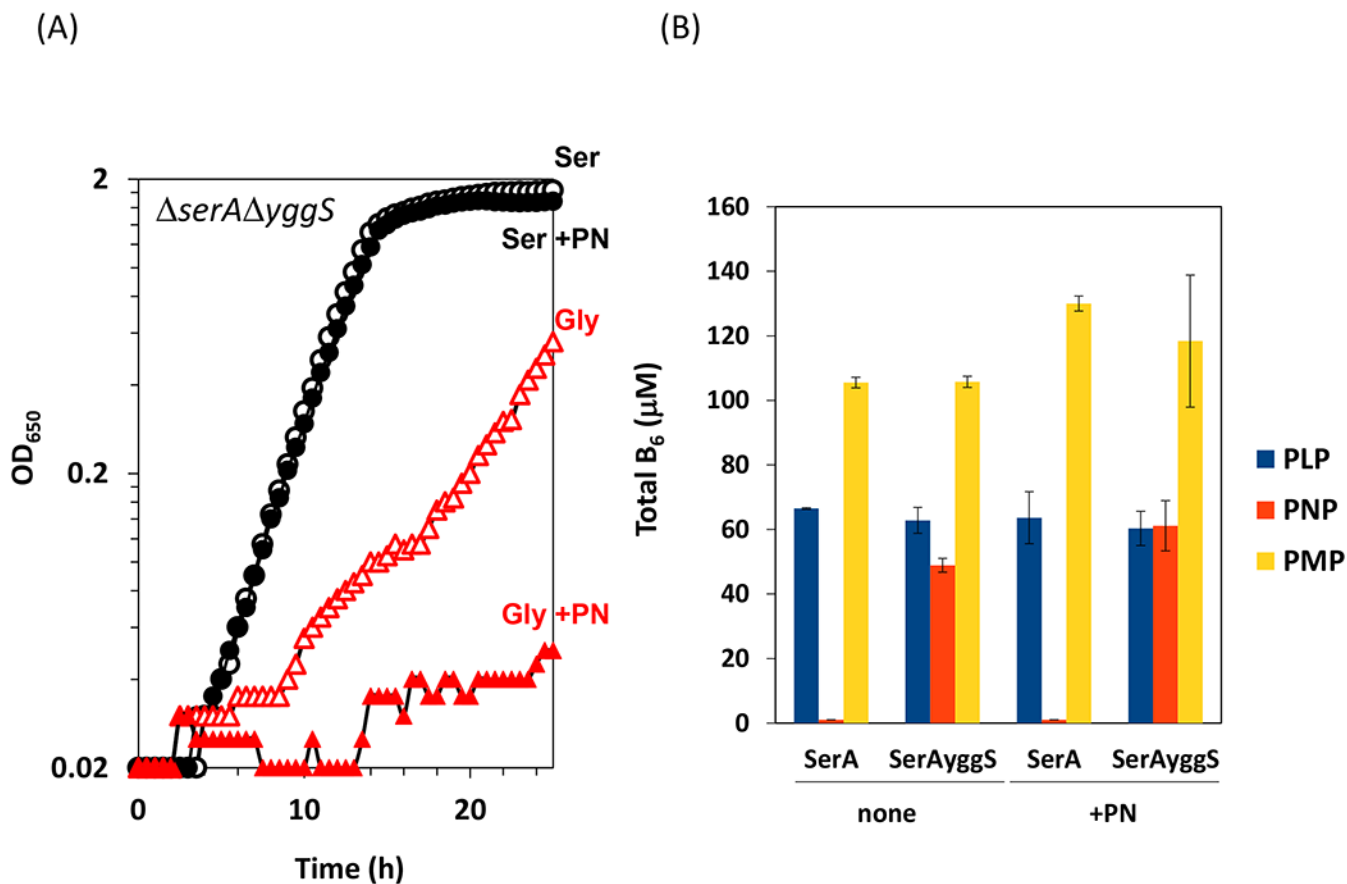 (A)
(B)
ΔserAΔyggS
Ser
Ser +PN
Gly
Gly +PN
2
0.2
0.02
OD650
0
10
20
Time (h)
160
140
120
100
80
60
40
20
0
Total B6 (μM)
PLP
PNP
PMP
SerA
SerAyggS
SerA
SerAyggS
none
+PN